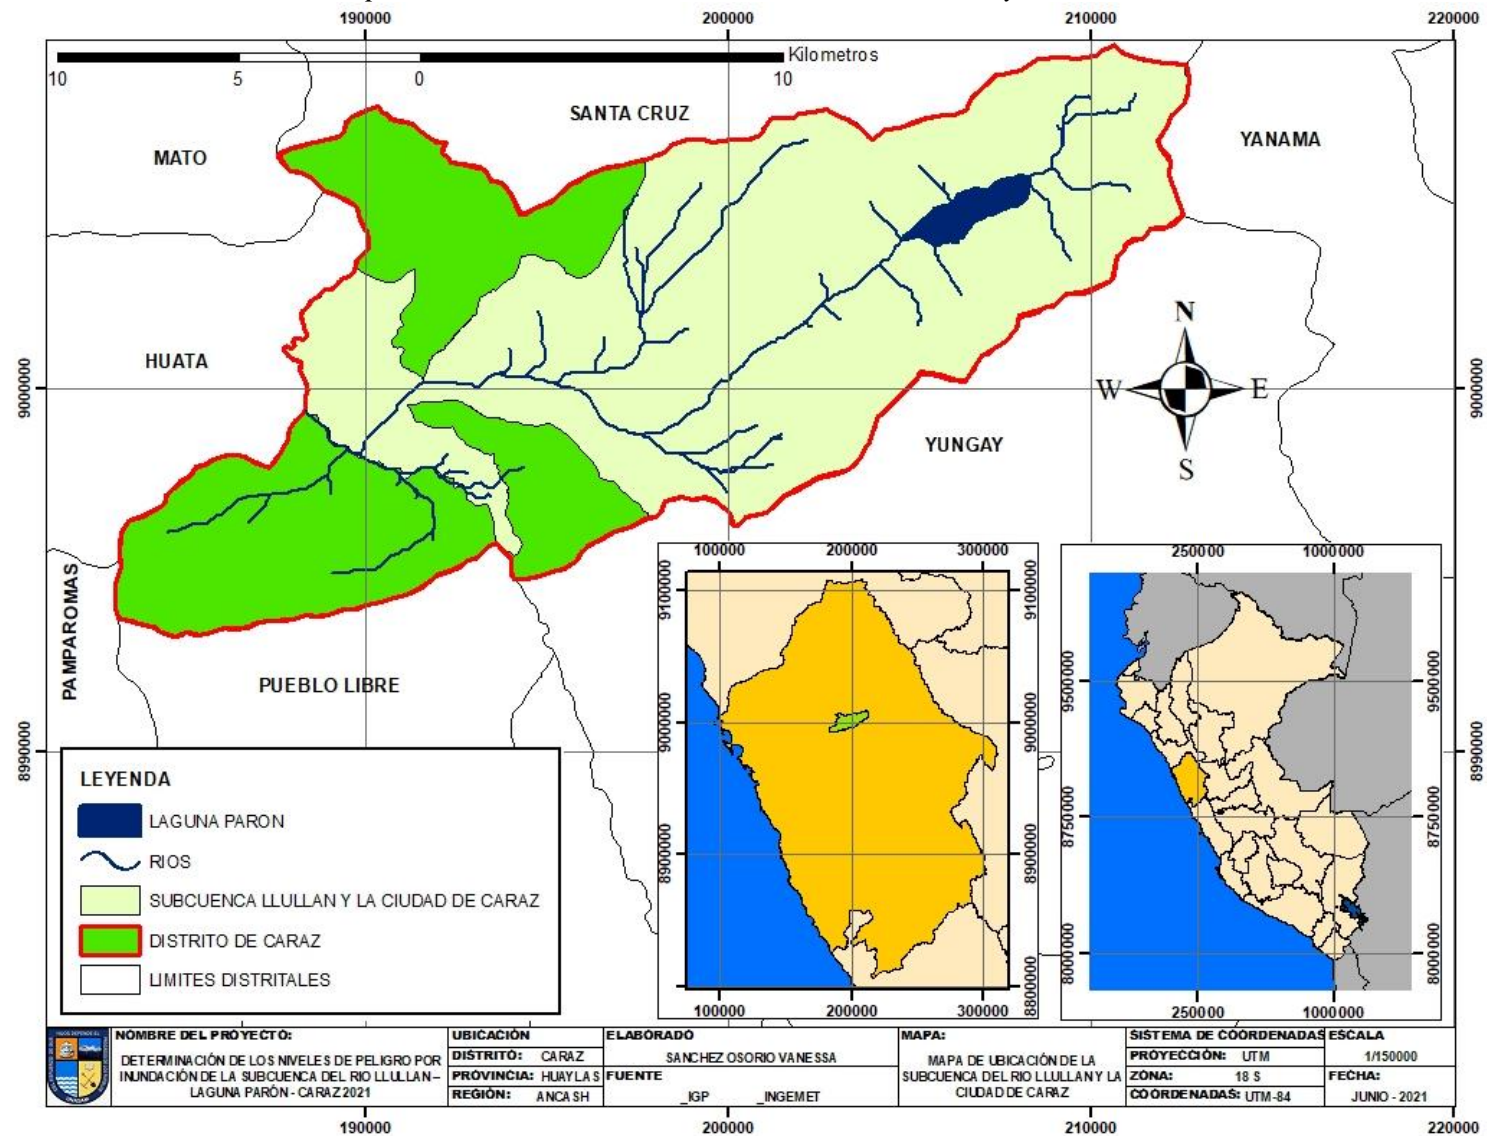 190000
200000
210000
220000
Kilometros
10
5
0
10
SANTA CRUZ
MATO
YANAMA
HUATA
N
W
E
S
9000000
9000000
YUNGAY
PAMPAROMAS
PUEBLO LIBRE
8990000
8990000
100000
200000
300000
9100000
9100000
9000000
9000000
8900000
8900000
8800000
100000
200000
300000
250000
1000000
9500000
9500000
8750000
8750000
8000000
8000000
250000
1000000
LEYENDA
LAGUNA PARON
RIOS
SUBCUENCA LLULLAN Y LA CIUDAD DE CARAZ
DISTRITO DE CARAZ
LIMITES DISTRITALES
NOMBRE DEL PROYECTO:
DETERMINACIÓN DE LOS NIVELES DE PELIGRO POR
INUNDACIÓN DE LA SUBCUENCA DEL RIO LLULLAN –
LAGUNA PARÓN - CARAZ 2021
UBICACIÓN
DISTRITO: CARAZ
PROVINCIA: HUAYLAS
REGIÓN: ANCASH
ELABORADO
SANCHEZ OSORIO VANESSA
FUENTE
_IGP _INGEMET
MAPA:
MAPA DE UBICACIÓN DE LA
SUBCUENCA DEL RIO LLULLAN Y LA
CIUDAD DE CARAZ
SISTEMA DE COORDENADAS
PROYECCIÓN: UTM
ZONA: 18 S
COORDENADAS: UTM-84
ESCALA
1/150000
FECHA:
JUNIO - 2021
190000
200000
210000
220000